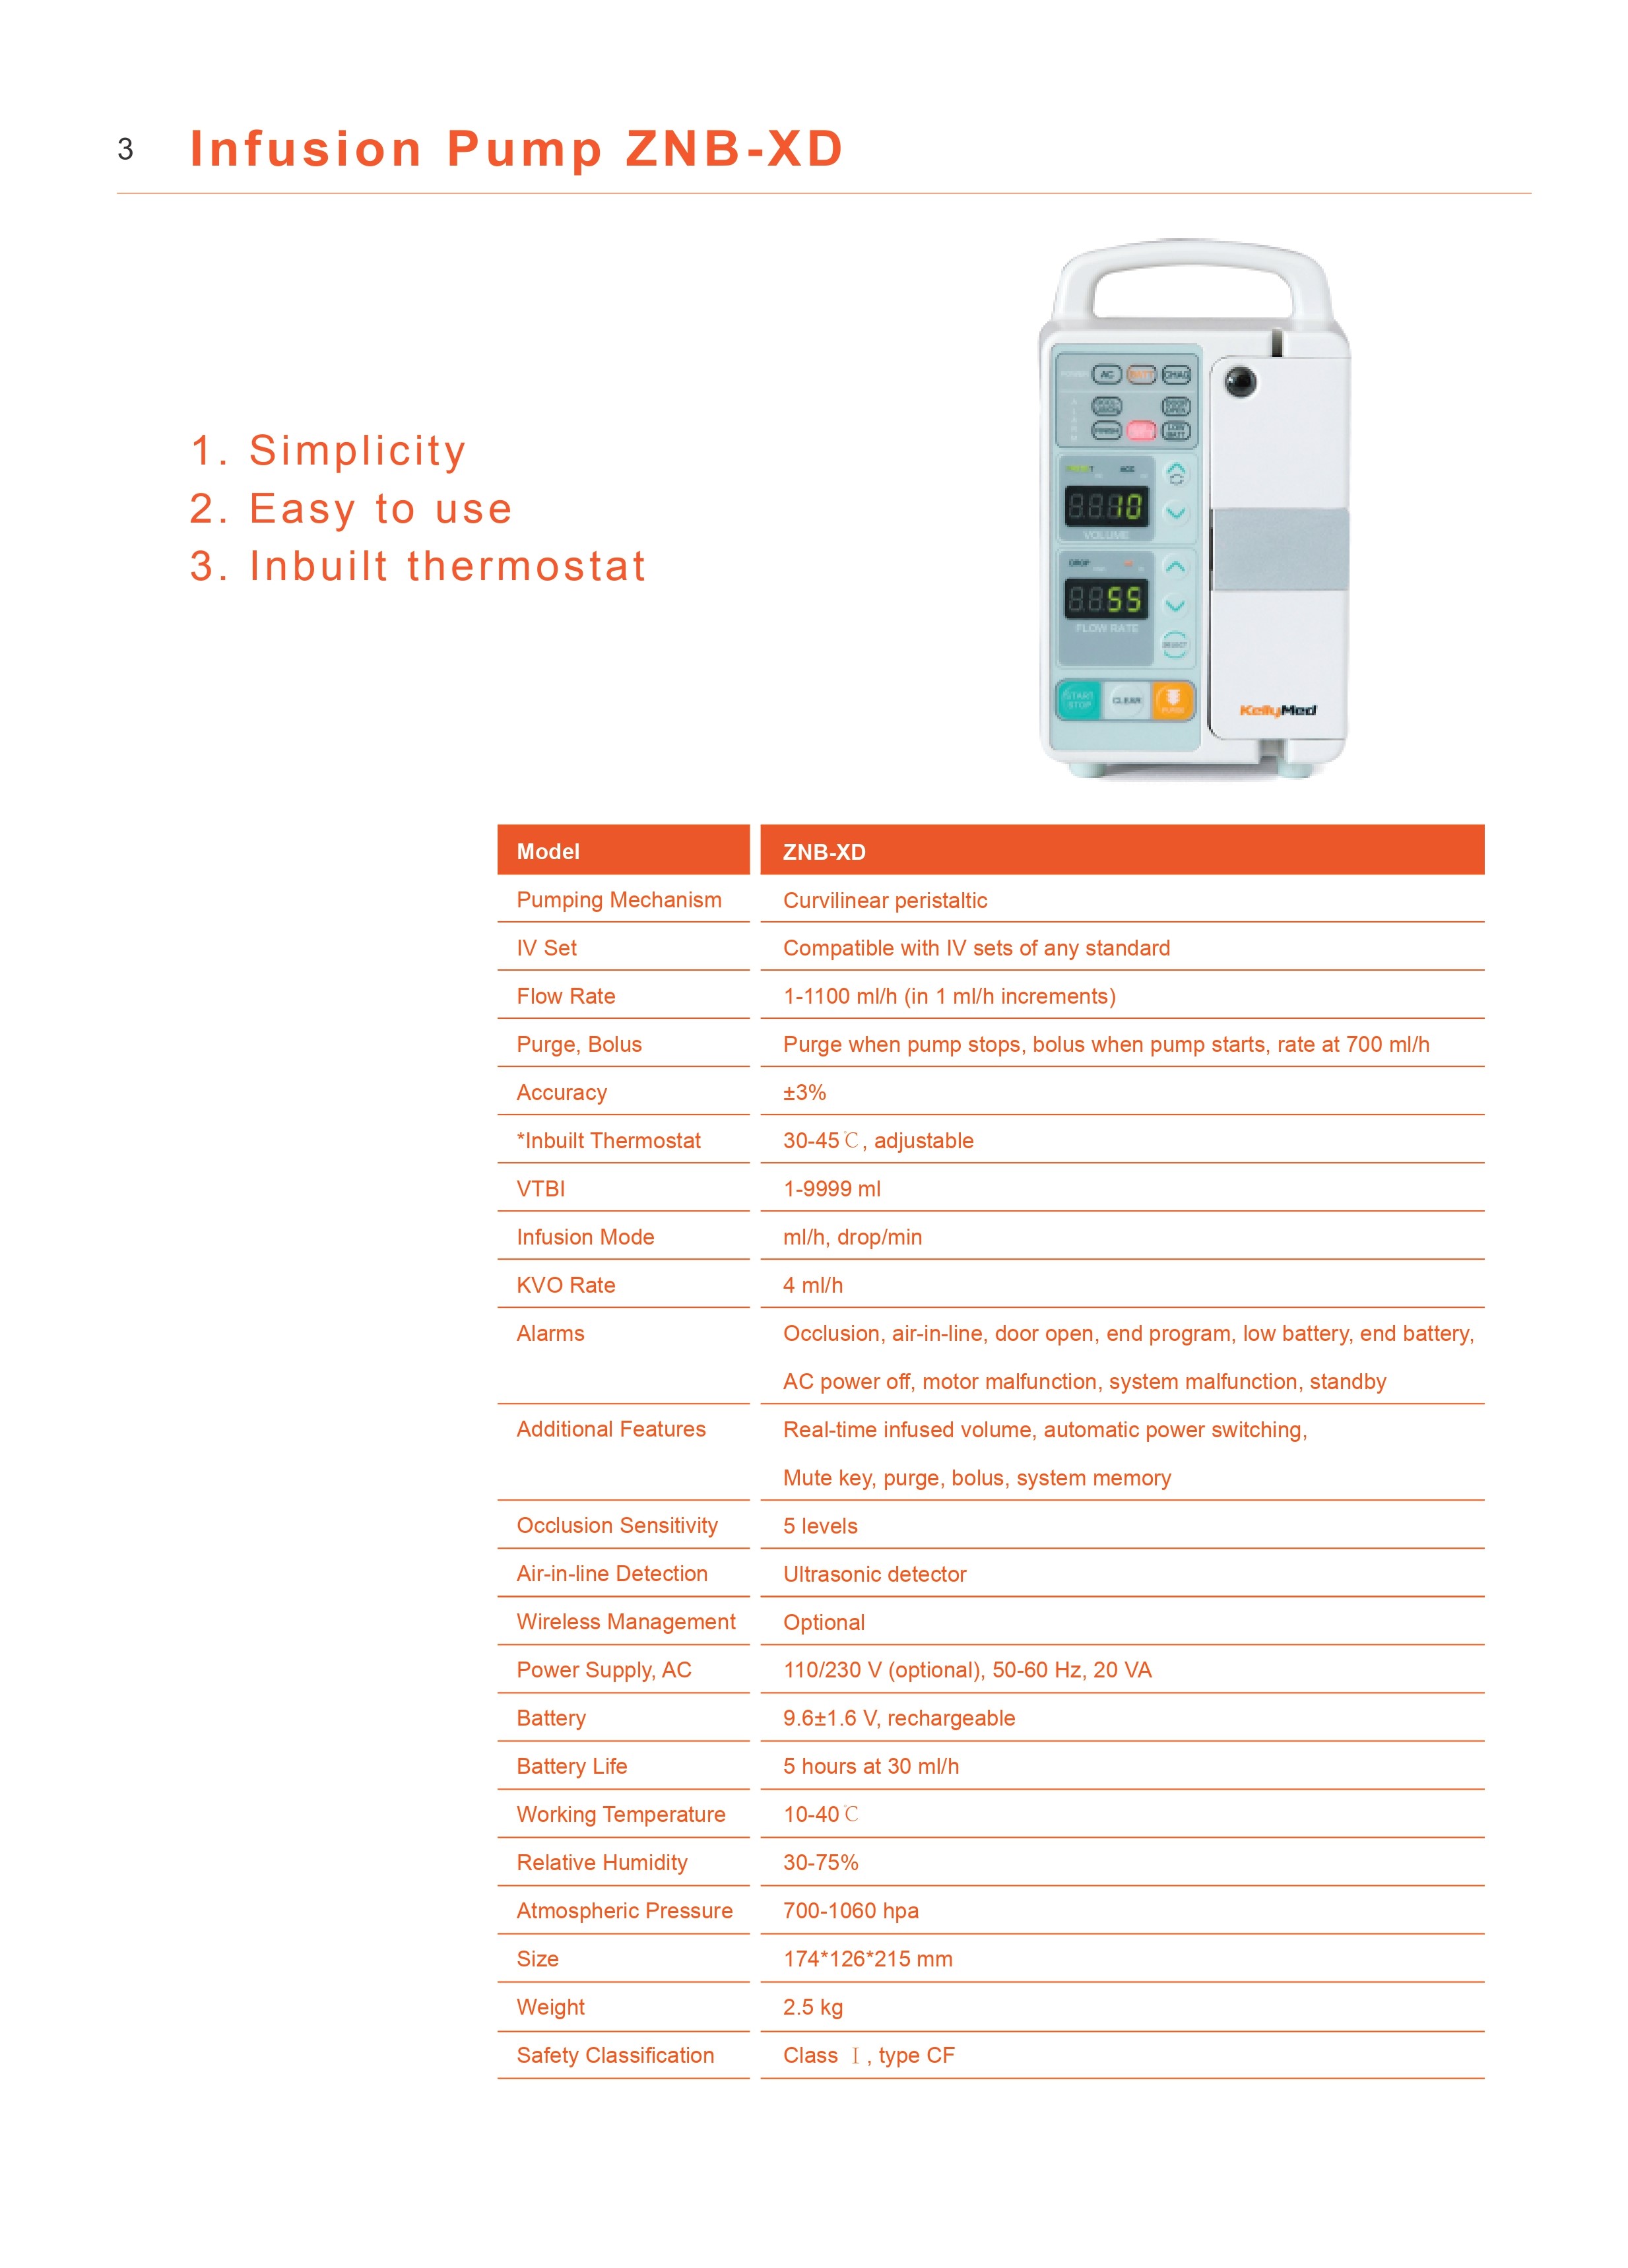 3 Infusion Pump ZNB-XD
1. Simplicity
2. Easy to use
3. Inbuilt thermostat
AC BATT CHAG
DOOR OPEN
FINISH LOW BATT
ACC
8.8.8 10
VOLUME
DROP
8.8.55
FLOW RATE
SELECT
START STOP CLEAR PURGE
KellyMed
Model ZNB-XD
Pumping Mechanism Curvilinear peristaltic
IV Set Compatible with IV sets of any standard
Flow Rate 1-1100 ml/h (in 1 ml/h increments)
Purge, Bolus Purge when pump stops, bolus when pump starts, rate at 700 ml/h
Accuracy ±3%
*Inbuilt Thermostat 30-45℃, adjustable
VTBI 1-9999 ml
Infusion Mode ml/h, drop/min
KVO Rate 4 ml/h
Alarms Occlusion, air-in-line, door open, end program, low battery, end battery,
AC power off, motor malfunction, system malfunction, standby
Additional Features Real-time infused volume, automatic power switching,
Mute key, purge, bolus, system memory
Occlusion Sensitivity 5 levels
Air-in-line Detection Ultrasonic detector
Wireless Management Optional
Power Supply, AC 110/230 V (optional), 50-60 Hz, 20 VA
Battery 9.6±1.6 V, rechargeable
Battery Life 5 hours at 30 ml/h
Working Temperature 10-40℃
Relative Humidity 30-75%
Atmospheric Pressure 700-1060 hpa
Size 174*126*215 mm
Weight 2.5 kg
Safety Classification Class Ⅰ, type CF